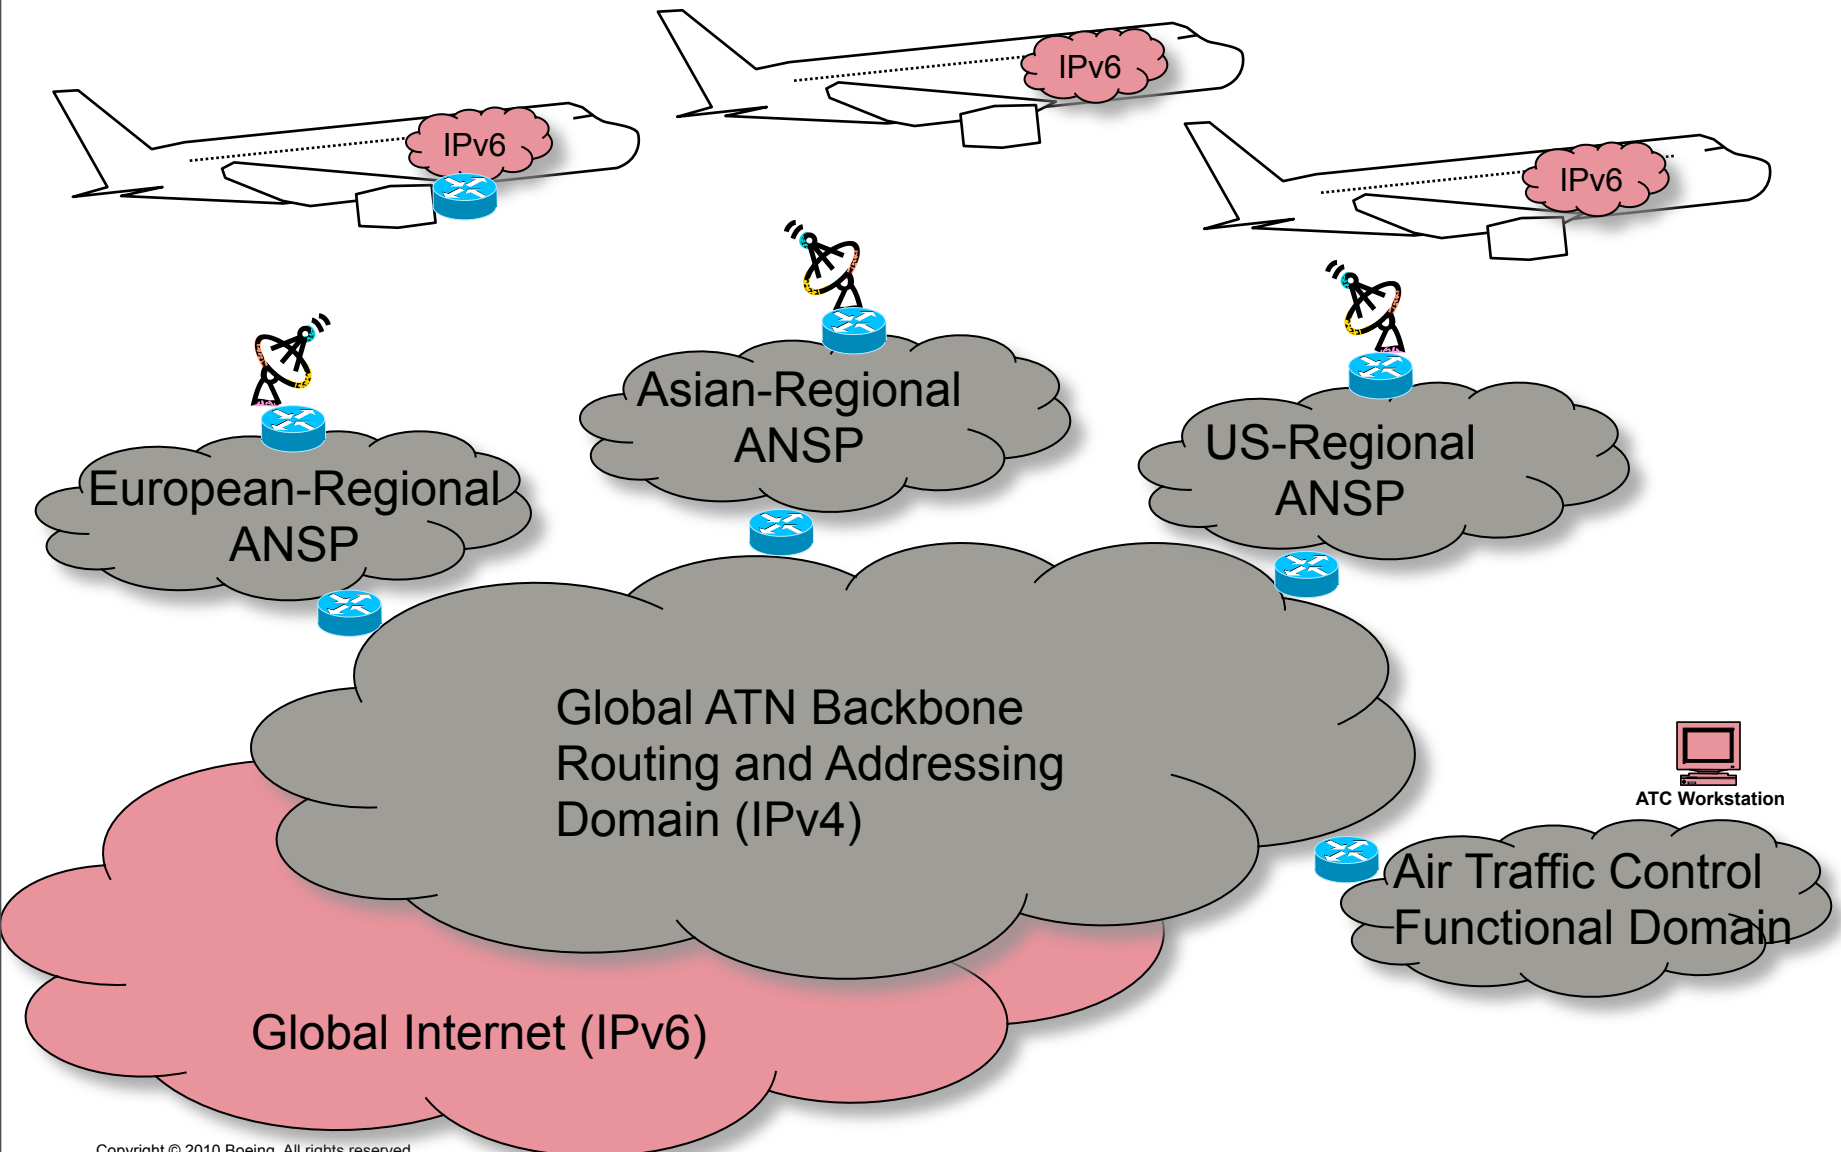 IPv6
IPv6
IPv6
Asian-Regional
ANSP
US-Regional
ANSP
European-Regional
ANSP
Global ATN Backbone
Routing and Addressing
Domain (IPv4)
ATC Workstation
Air Traffic Control
Functional Domain
Global Internet (IPv6)
Copyright © 2010 Boeing. All rights reserved.